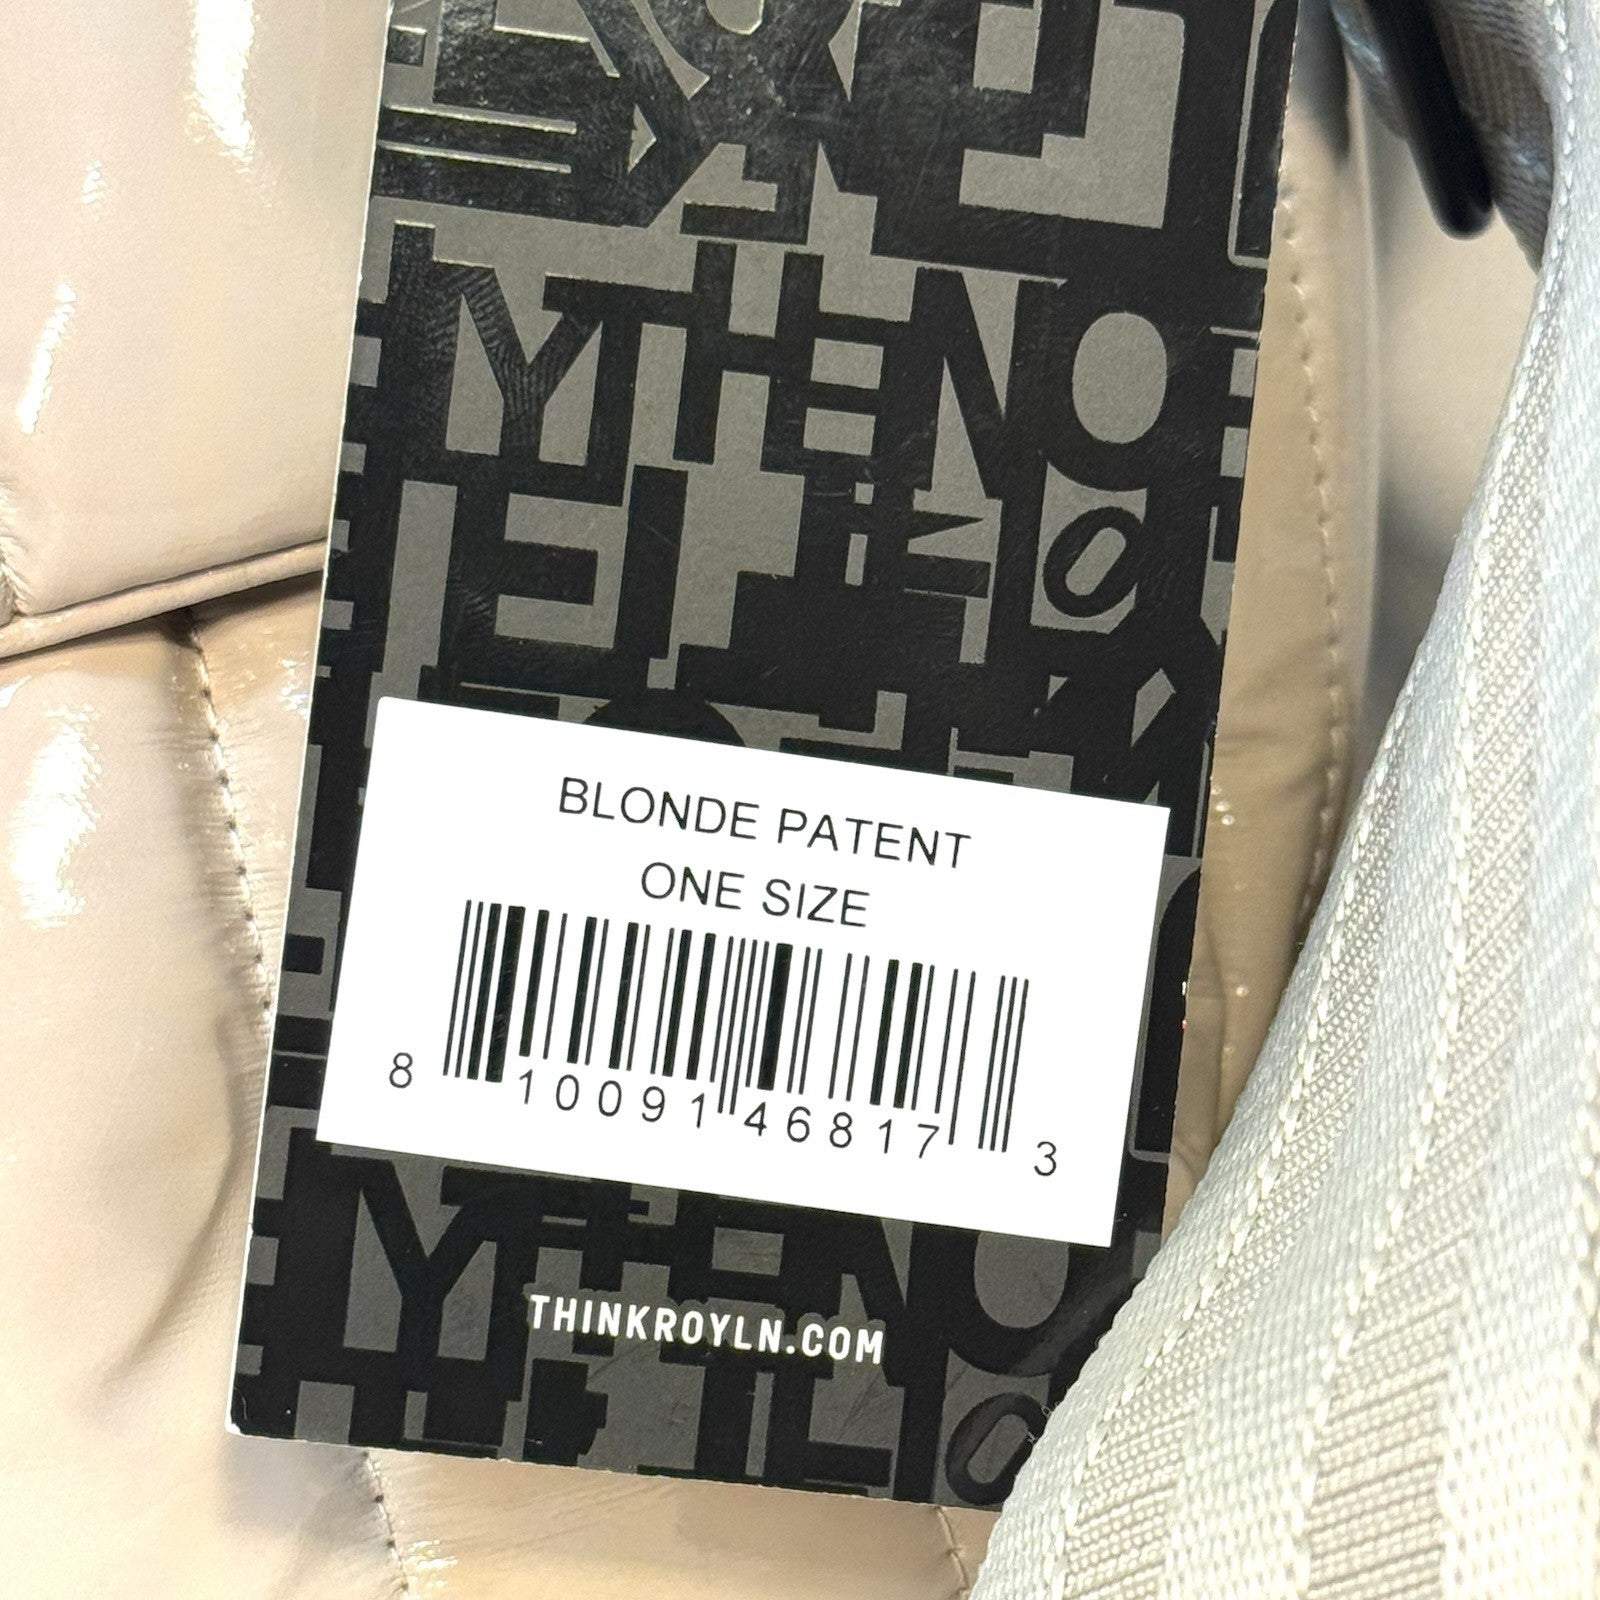 BLONDE PATENT
ONE SIZE
8 10091 46817 3
THINKROYLN.COM